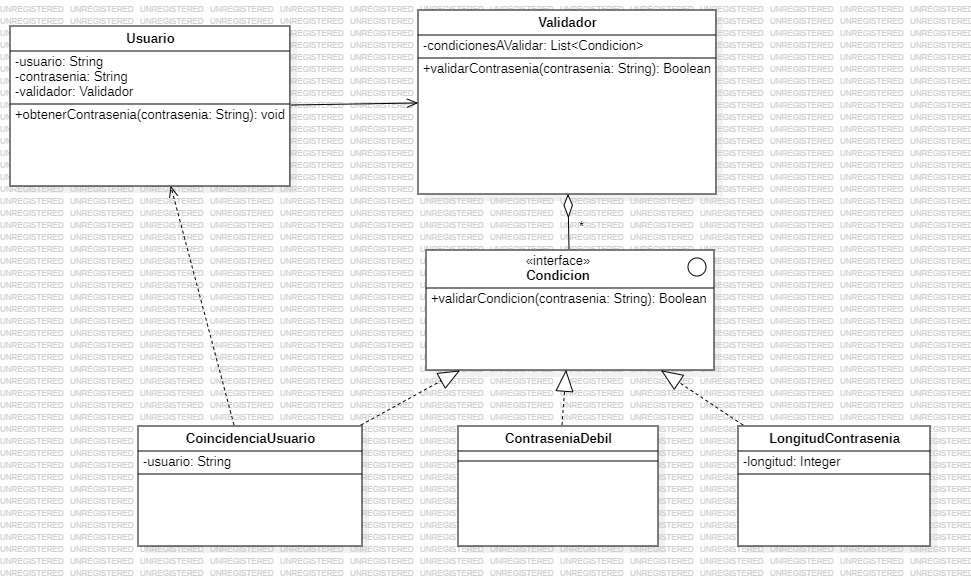 Usuario
-usuario: String
-contrasenia: String
-validador: Validador
+obtenerContrasenia(contrasenia: String): void
Validador
-condicionesAValidar: List<Condicion>
+validarContrasenia(contrasenia: String): Boolean
*
«interface»
Condicion
+validarCondicion(contrasenia: String): Boolean
CoincidenciaUsuario
-usuario: String
ContraseniaDebil
LongitudContrasenia
-longitud: Integer
UNREGISTERED